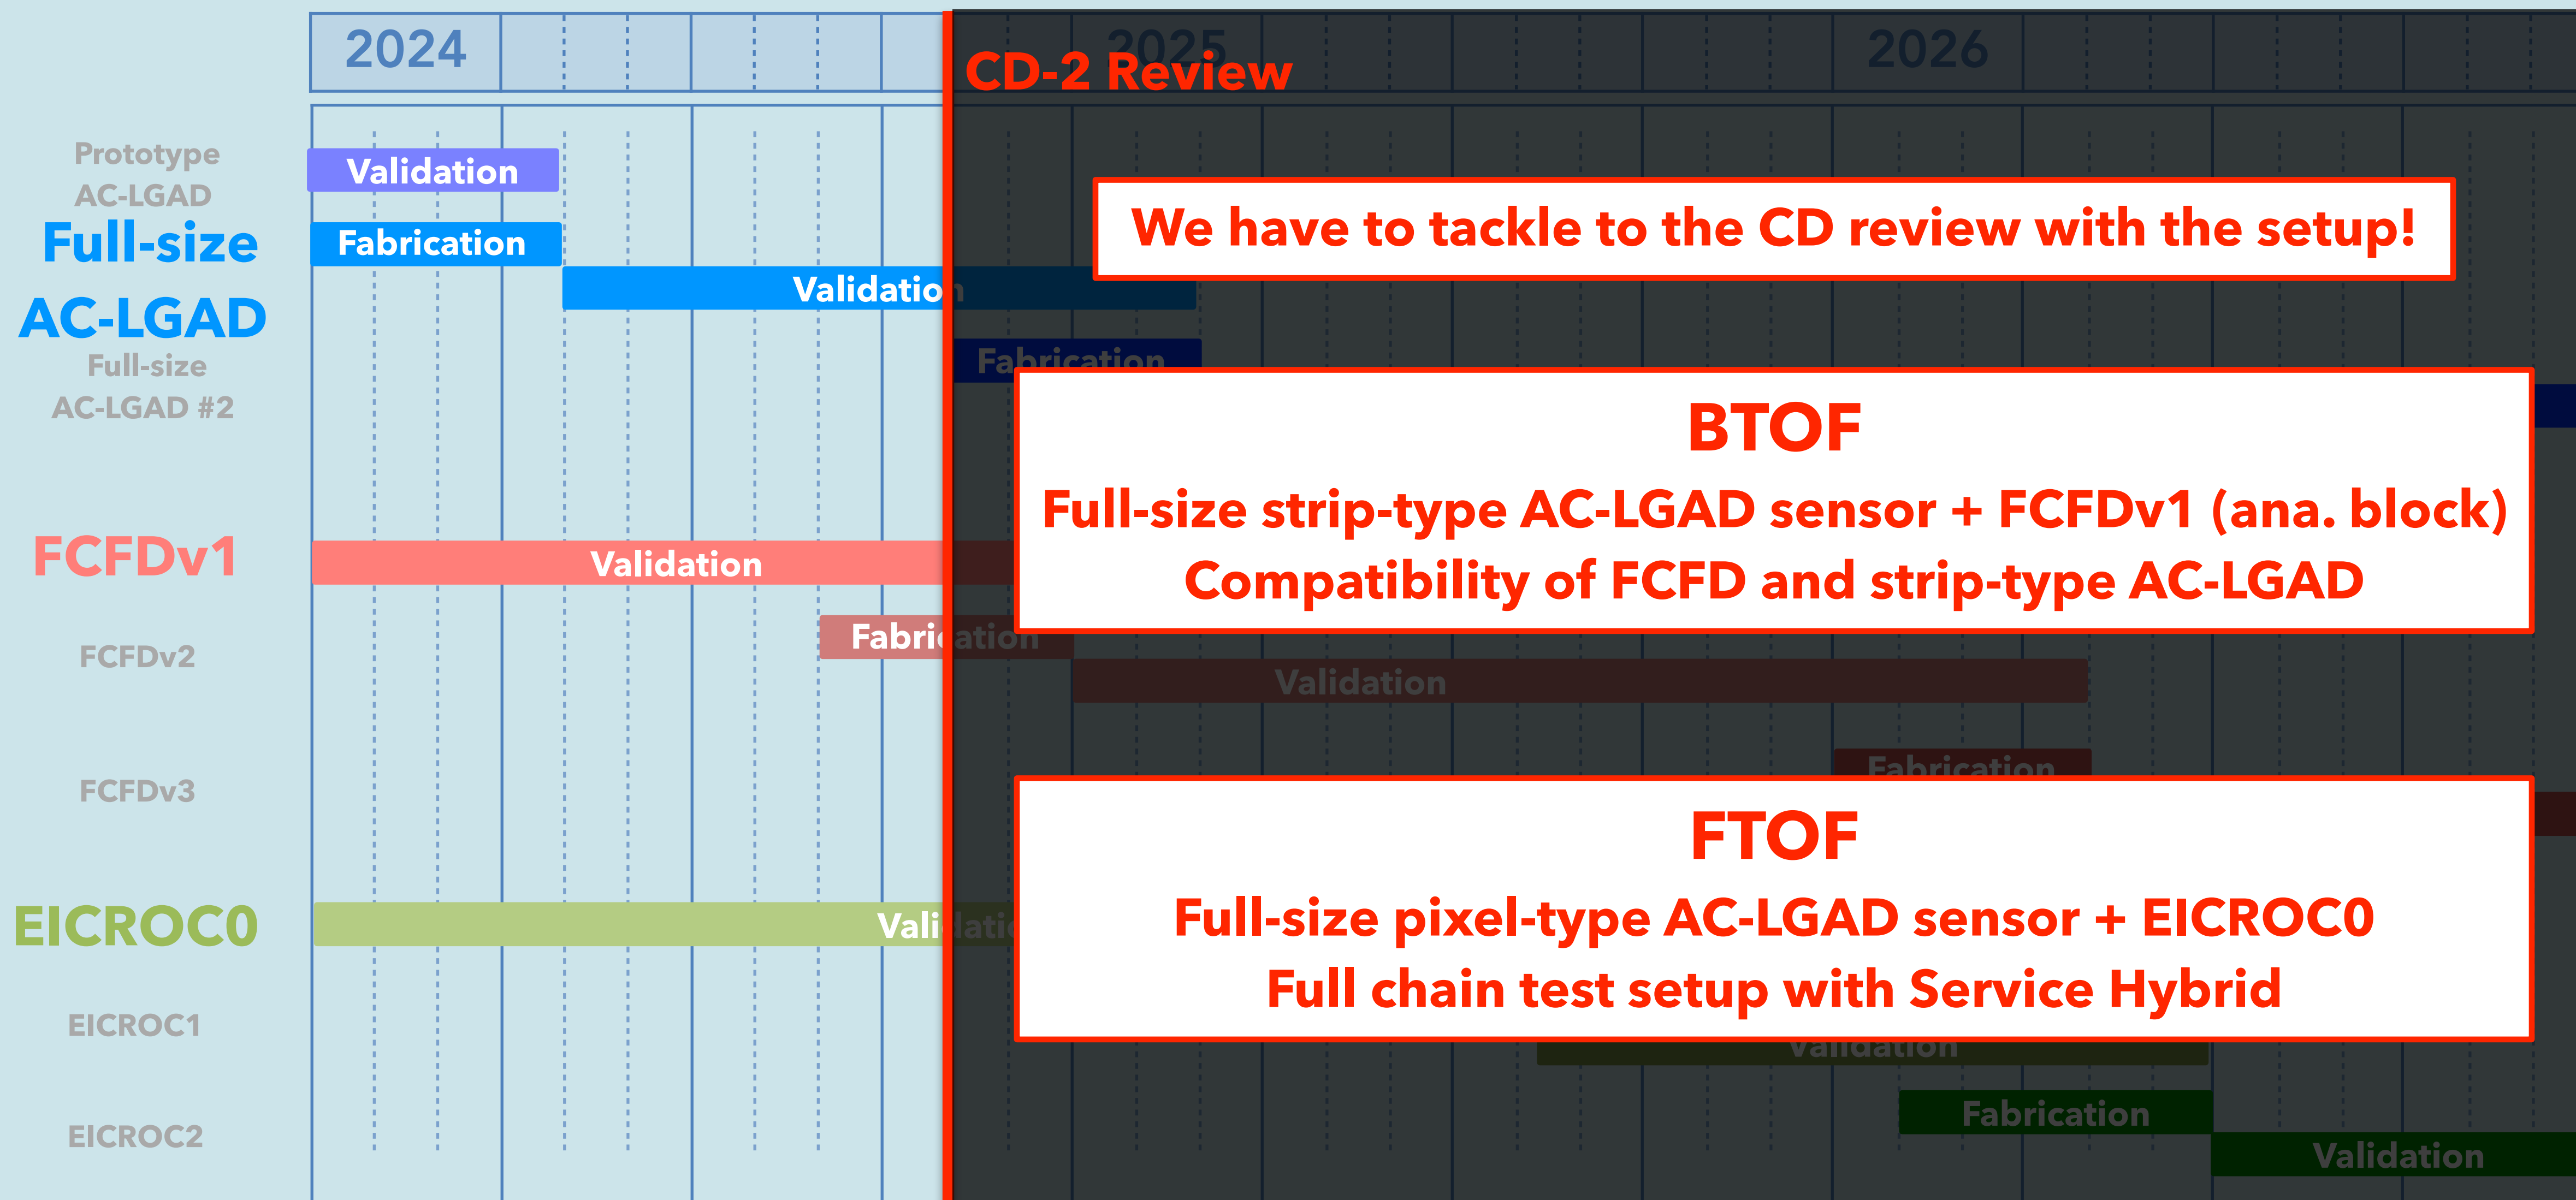 2024
2025
2026
CD-2 Review
Prototype
AC-LGAD
Validation
Full-size
AC-LGAD
Fabrication
Validation
We have to tackle to the CD review with the setup!
Full-size
AC-LGAD #2
Fabrication
BTOF
Full-size strip-type AC-LGAD sensor + FCFDv1 (ana. block)
Compatibility of FCFD and strip-type AC-LGAD
FCFDv1
Validation
FCFDv2
Fabrication
Validation
FCFDv3
Fabrication
FTOF
Full-size pixel-type AC-LGAD sensor + EICROC0
Full chain test setup with Service Hybrid
EICROC0
Validatio
EICROC1
Validation
EICROC2
Fabrication
Validation